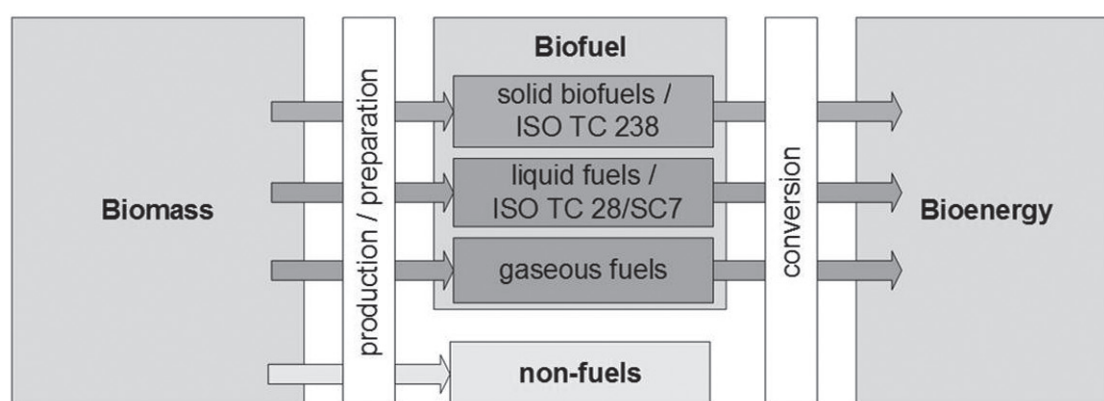 Biomass
production / preparation
Biofuel
solid biofuels /
ISO TC 238
liquid fuels /
ISO TC 28/SC7
gaseous fuels
non-fuels
conversion
Bioenergy